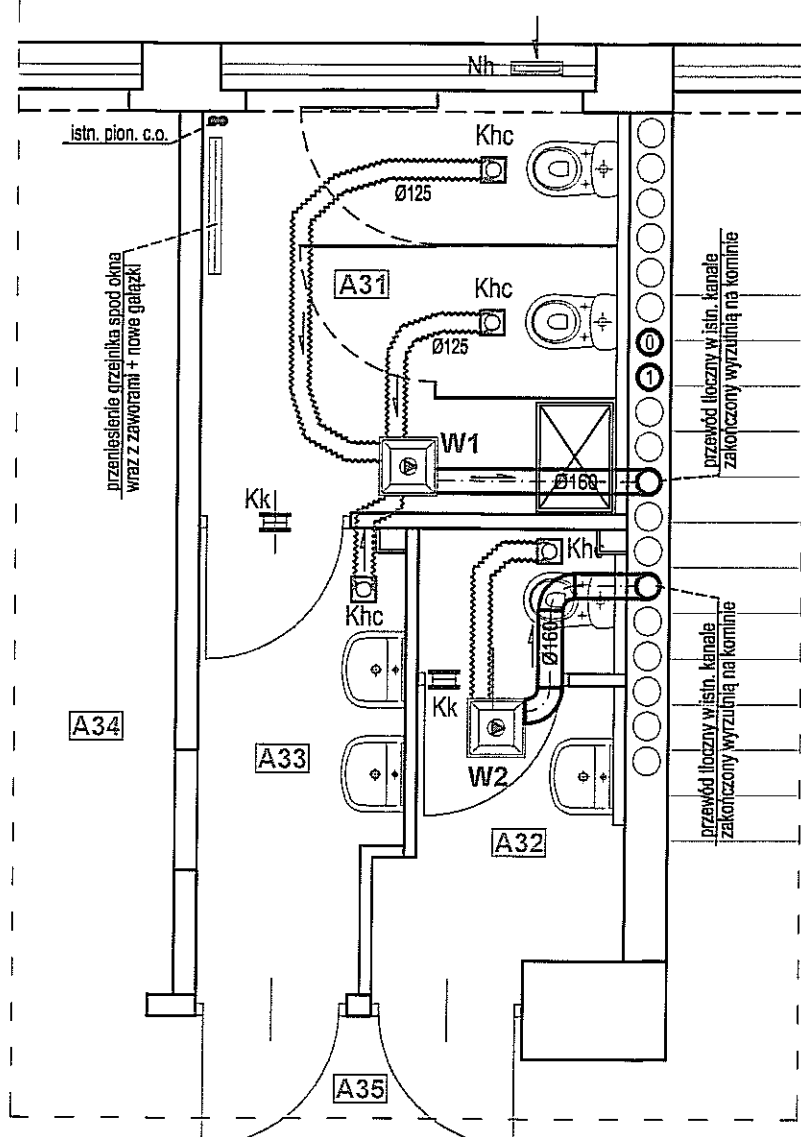 Nh
istn. pion. c.o.
Khc
Ø125
przeniesienie grzejnika spod okna
wraz z zaworami + nowe gałązki
A31
Khc
Ø125
przewód tłoczny w istn. kanale
zakończony wyrzutnią na kominie
0
1
W1
Ø160
Kk
Khc
Khc
Ø160
Kk
W2
A34
A33
A32
przewód tłoczny w istn. kanale
zakończony wyrzutnią na kominie
A35